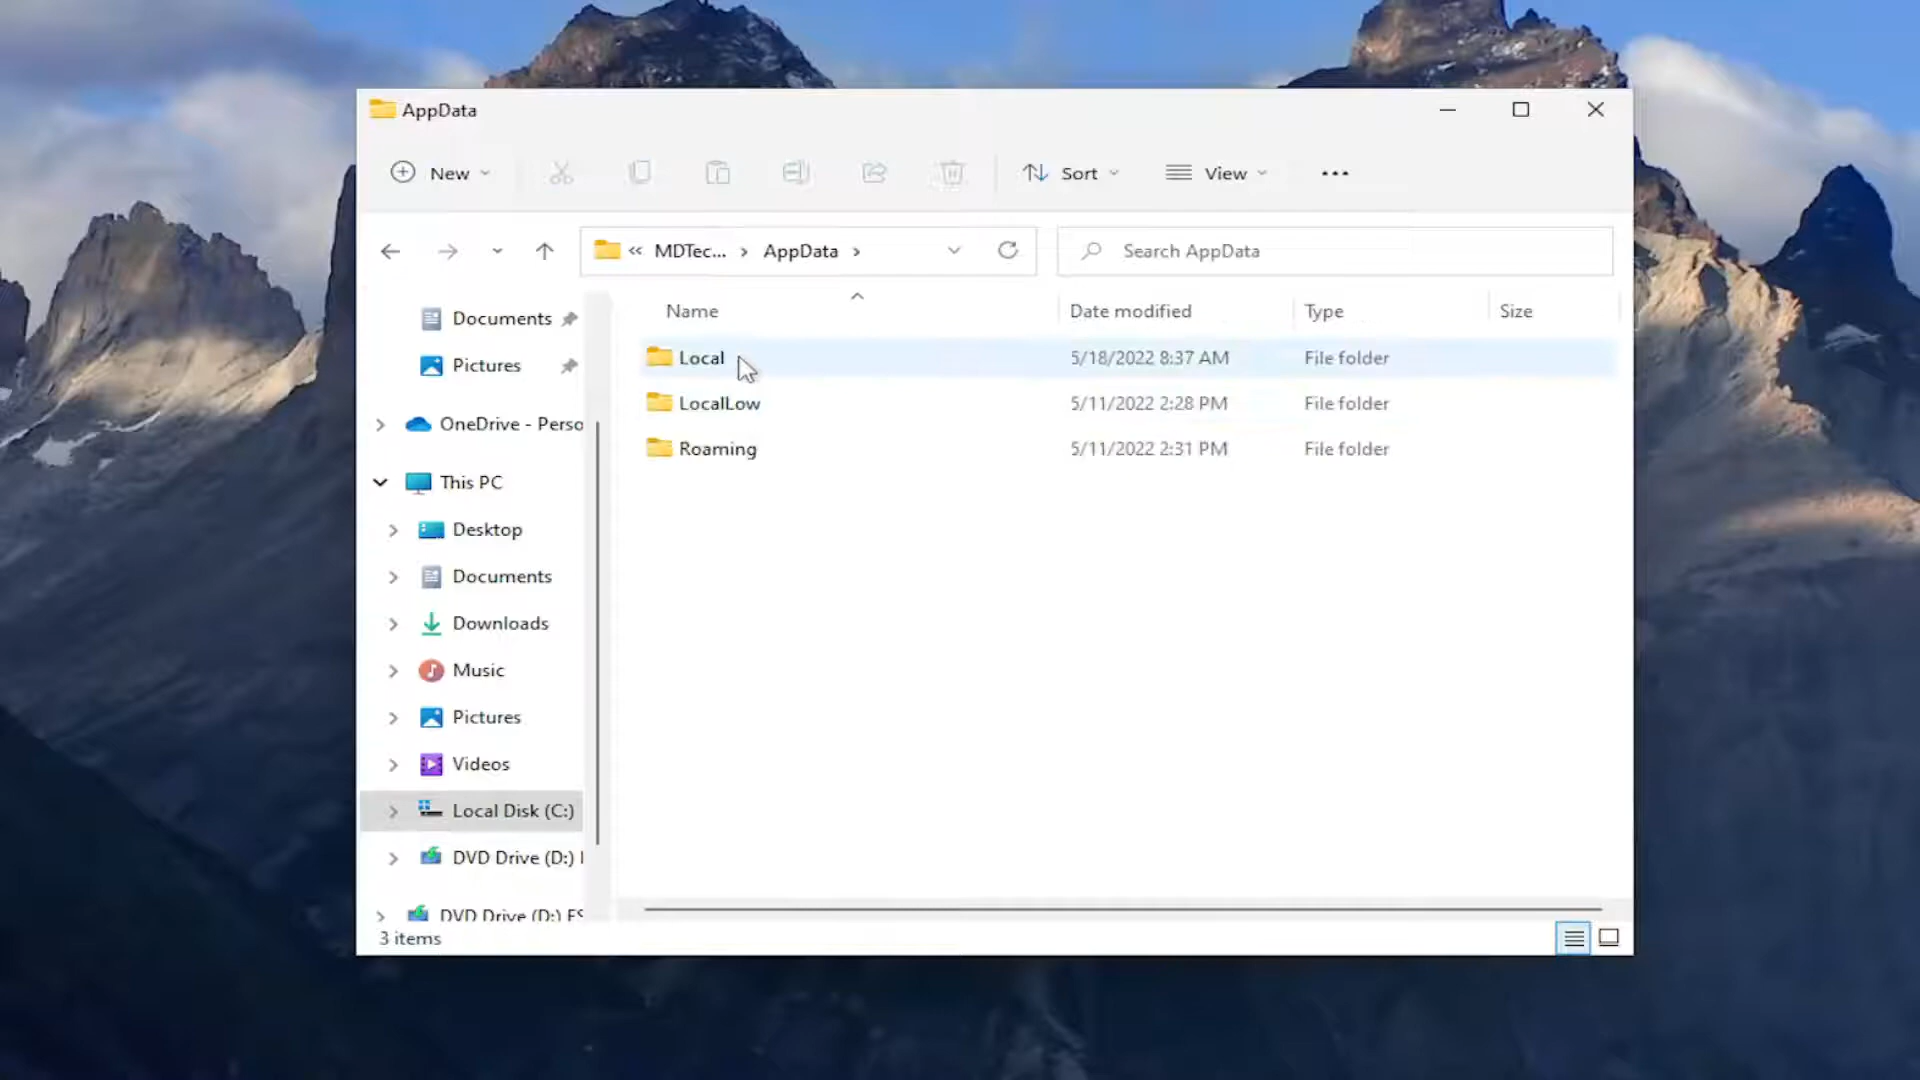 AppData
New
Sort
View
« MDTec... › AppData ›
Search AppData
Name
Date modified
Type
Size
Documents
Pictures
OneDrive - Perso
This PC
Desktop
Documents
Downloads
Music
Pictures
Videos
Local Disk (C:)
DVD Drive (D:)
DVD Drive (D:) ES
Local 5/18/2022 8:37 AM File folder
LocalLow 5/11/2022 2:28 PM File folder
Roaming 5/11/2022 2:31 PM File folder
3 items